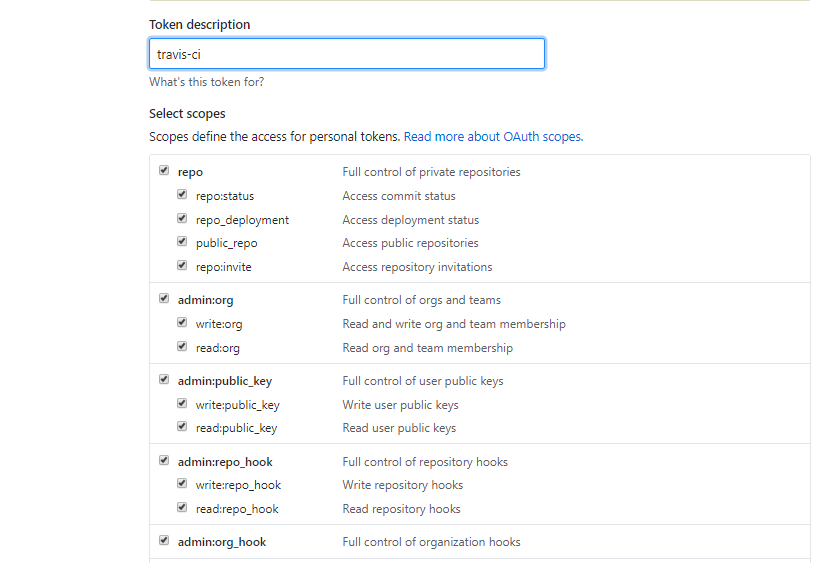 Token description
travis-ci
What's this token for?
Select scopes
Scopes define the access for personal tokens. Read more about OAuth scopes.
repo Full control of private repositories
repo:status Access commit status
repo_deployment Access deployment status
public_repo Access public repositories
repo:invite Access repository invitations
admin:org Full control of orgs and teams
write:org Read and write org and team membership
read:org Read org and team membership
admin:public_key Full control of user public keys
write:public_key Write user public keys
read:public_key Read user public keys
admin:repo_hook Full control of repository hooks
write:repo_hook Write repository hooks
read:repo_hook Read repository hooks
admin:org_hook Full control of organization hooks